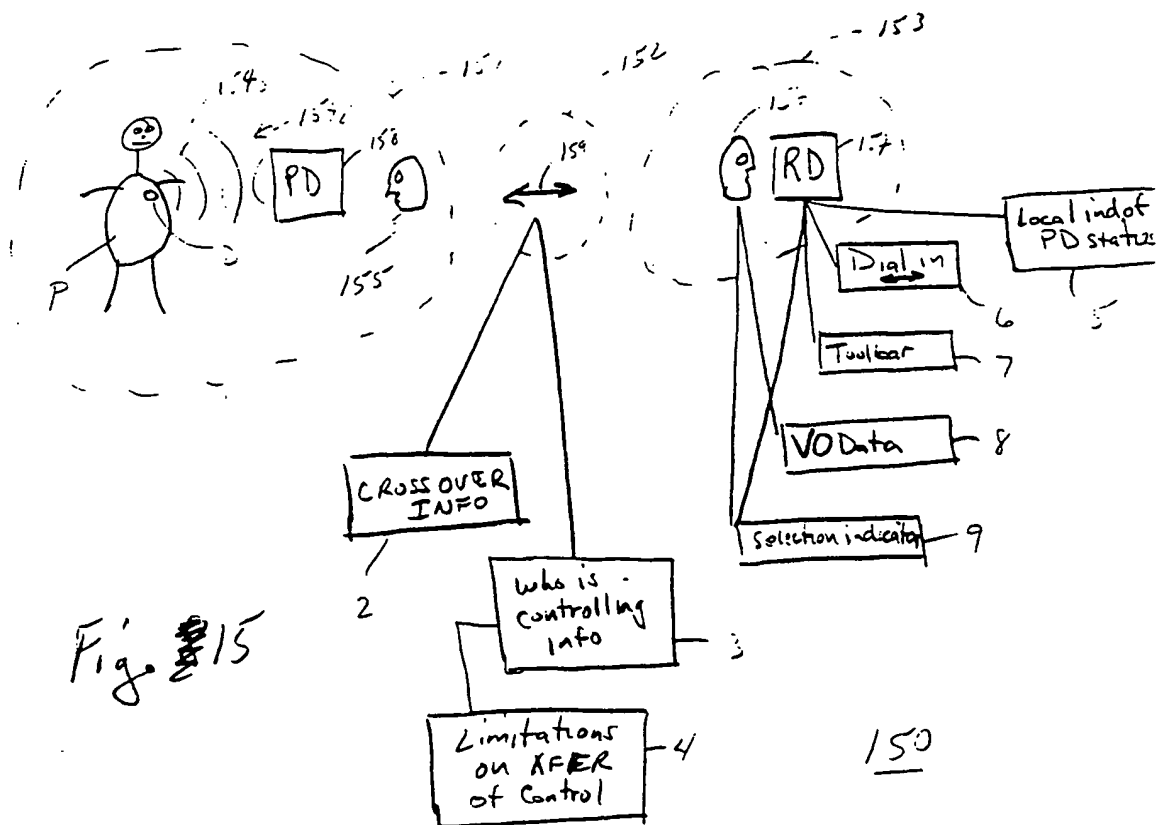 153
152
156
PD
159
RD
Local ind of
PD status
Dial in
6
P
155
5
Toolbar
7
VO Data
8
CROSSOVER
INFO
Selection indicator
9
2
who is
controlling
info
3
Fig. 15
Limitations
on XFER
of Control
4
150